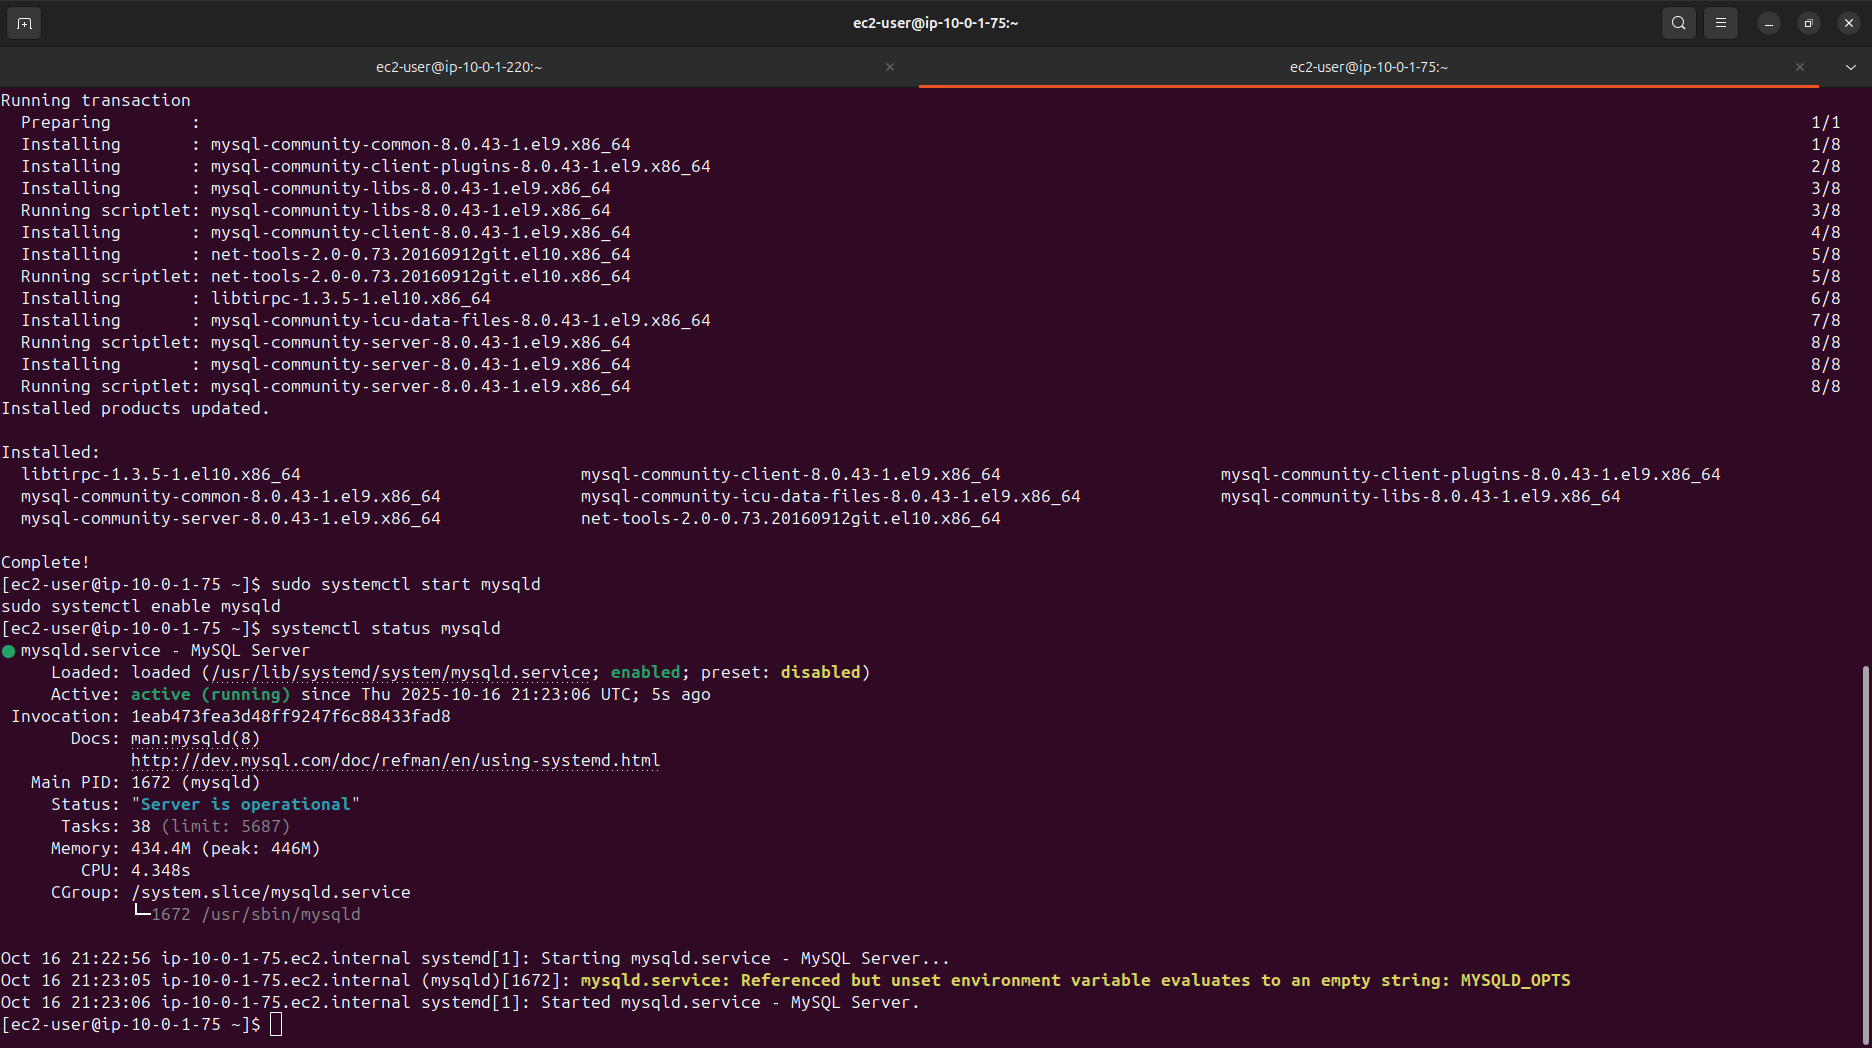 ec2-user@ip-10-0-1-75:~
ec2-user@ip-10-0-1-220:~
ec2-user@ip-10-0-1-75:~
Running transaction
  Preparing        :                                                                                  1/1
  Installing       : mysql-community-common-8.0.43-1.el9.x86_64                                       1/8
  Installing       : mysql-community-client-plugins-8.0.43-1.el9.x86_64                               2/8
  Installing       : mysql-community-libs-8.0.43-1.el9.x86_64                                         3/8
  Running scriptlet: mysql-community-libs-8.0.43-1.el9.x86_64                                         3/8
  Installing       : mysql-community-client-8.0.43-1.el9.x86_64                                       4/8
  Installing       : net-tools-2.0-0.73.20160912git.el10.x86_64                                       5/8
  Running scriptlet: net-tools-2.0-0.73.20160912git.el10.x86_64                                       5/8
  Installing       : libtirpc-1.3.5-1.el10.x86_64                                                     6/8
  Installing       : mysql-community-icu-data-files-8.0.43-1.el9.x86_64                               7/8
  Running scriptlet: mysql-community-server-8.0.43-1.el9.x86_64                                       8/8
  Installing       : mysql-community-server-8.0.43-1.el9.x86_64                                       8/8
  Running scriptlet: mysql-community-server-8.0.43-1.el9.x86_64                                       8/8
Installed products updated.

Installed:
  libtirpc-1.3.5-1.el10.x86_64    mysql-community-client-8.0.43-1.el9.x86_64    mysql-community-client-plugins-8.0.43-1.el9.x86_64
  mysql-community-common-8.0.43-1.el9.x86_64    mysql-community-icu-data-files-8.0.43-1.el9.x86_64    mysql-community-libs-8.0.43-1.el9.x86_64
  mysql-community-server-8.0.43-1.el9.x86_64    net-tools-2.0-0.73.20160912git.el10.x86_64

Complete!
[ec2-user@ip-10-0-1-75 ~]$ sudo systemctl start mysqld
sudo systemctl enable mysqld
[ec2-user@ip-10-0-1-75 ~]$ systemctl status mysqld
● mysqld.service - MySQL Server
     Loaded: loaded (/usr/lib/systemd/system/mysqld.service; enabled; preset: disabled)
     Active: active (running) since Thu 2025-10-16 21:23:06 UTC; 5s ago
 Invocation: 1eab473fea3d48ff9247f6c88433fad8
       Docs: man:mysqld(8)
             http://dev.mysql.com/doc/refman/en/using-systemd.html
   Main PID: 1672 (mysqld)
     Status: "Server is operational"
      Tasks: 38 (limit: 5687)
     Memory: 434.4M (peak: 446M)
        CPU: 4.348s
     CGroup: /system.slice/mysqld.service
             └─1672 /usr/sbin/mysqld

Oct 16 21:22:56 ip-10-0-1-75.ec2.internal systemd[1]: Starting mysqld.service - MySQL Server...
Oct 16 21:23:05 ip-10-0-1-75.ec2.internal (mysqld)[1672]: mysqld.service: Referenced but unset environment variable evaluates to an empty string: MYSQLD_OPTS
Oct 16 21:23:06 ip-10-0-1-75.ec2.internal systemd[1]: Started mysqld.service - MySQL Server.
[ec2-user@ip-10-0-1-75 ~]$